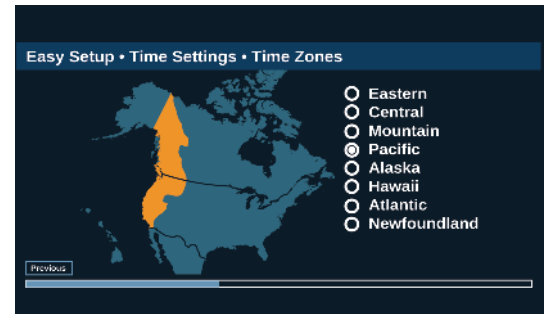 Easy Setup • Time Settings • Time Zones
Eastern
Central
Mountain
Pacific
Alaska
Hawaii
Atlantic
Newfoundland
Previous